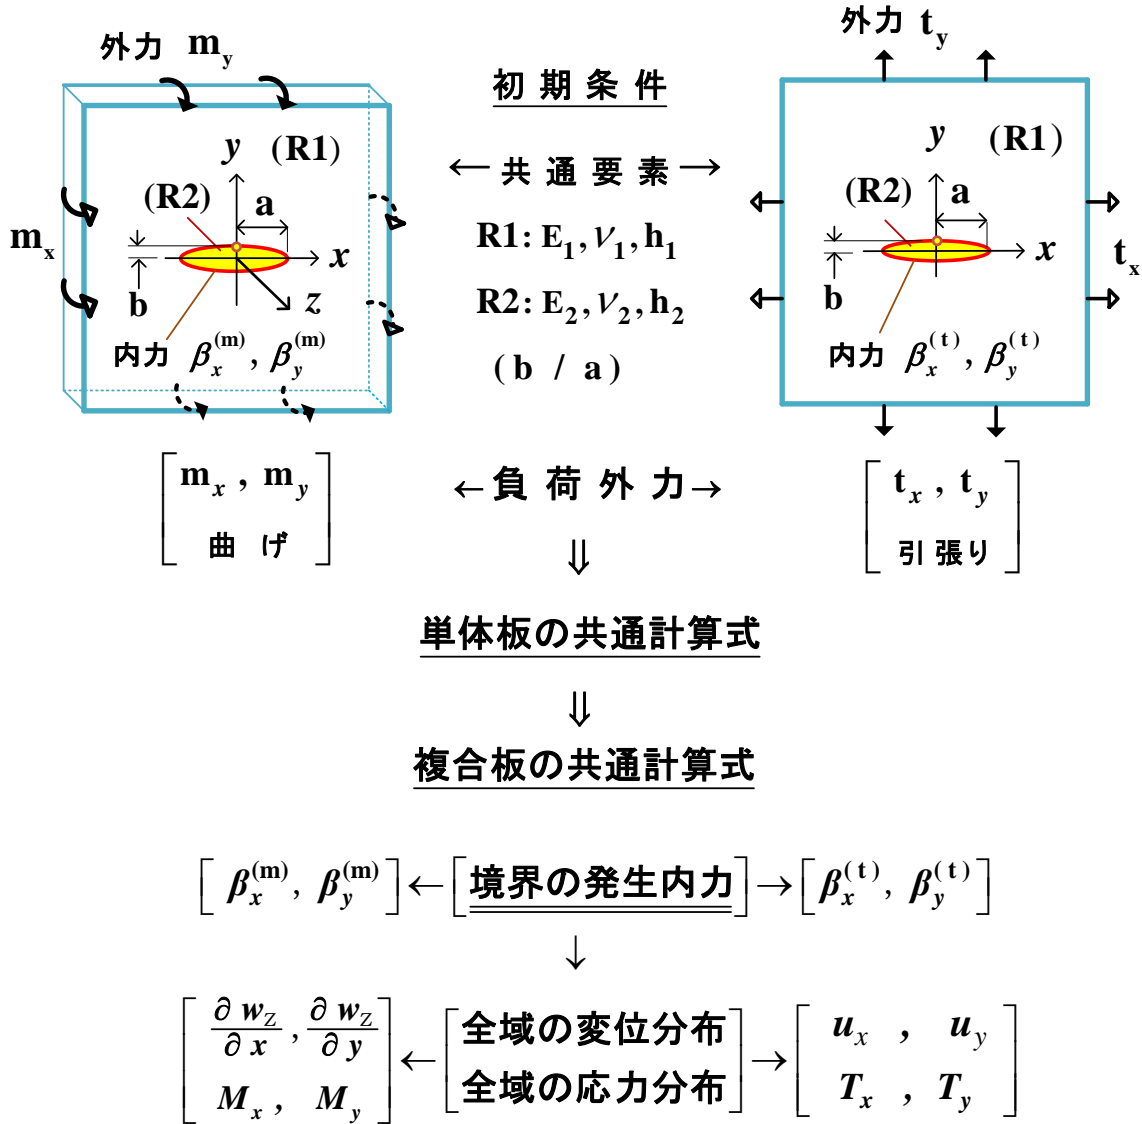 外力 m_y
(R1)
y
(R2)
a
m_x
x
b
z
内力 β_x^(m), β_y^(m)
[m_x , m_y
曲げ]
初期条件
← 共通要素 →
R1: E_1, ν_1, h_1
R2: E_2, ν_2, h_2
(b / a)
← 負荷外力 →
外力 t_y
(R1)
y
(R2)
a
x
t_x
b
内力 β_x^(t), β_y^(t)
[t_x , t_y
引張り]
⇓
単体板の共通計算式
⇓
複合板の共通計算式
[β_x^(m), β_y^(m)] ← [境界の発生内力] → [β_x^(t), β_y^(t)]
↓
[∂w_Z/∂x, ∂w_Z/∂y ← [全域の変位分布 → [u_x , u_y
M_x, M_y] 全域の応力分布] T_x , T_y]